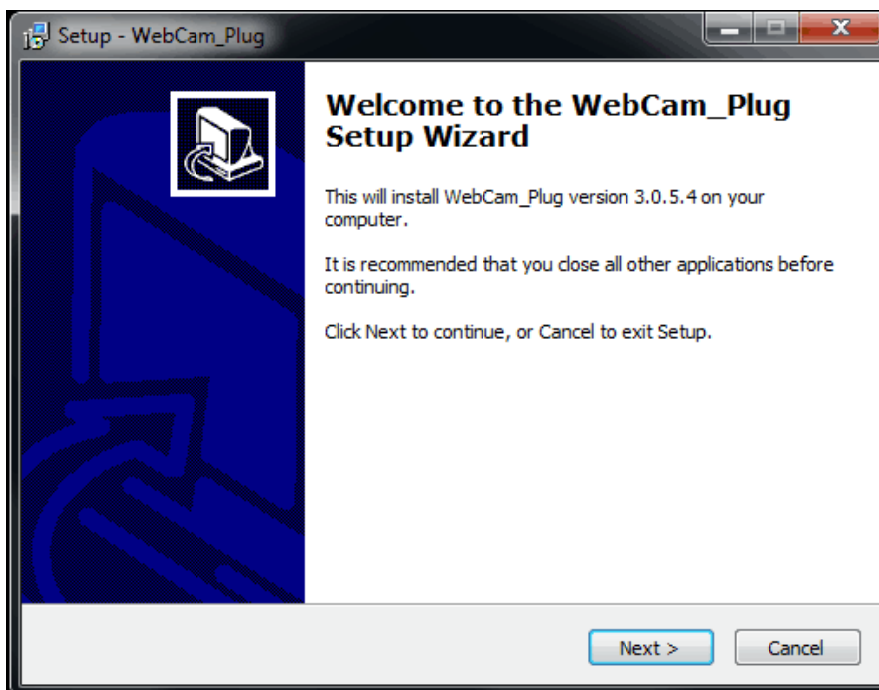 Setup - WebCam_Plug
Welcome to the WebCam_Plug
Setup Wizard
This will install WebCam_Plug version 3.0.5.4 on your
computer.
It is recommended that you close all other applications before
continuing.
Click Next to continue, or Cancel to exit Setup.
Next >
Cancel